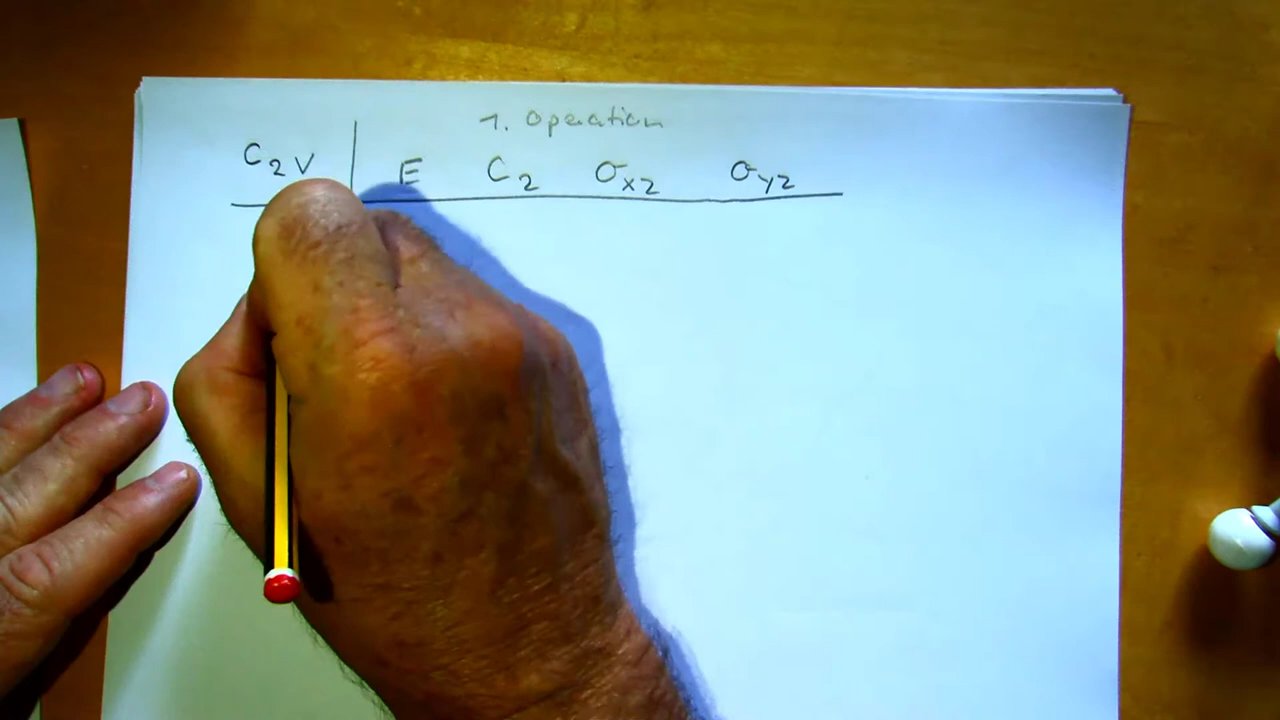 1. Operation
C₂v E C₂ σxz σyz